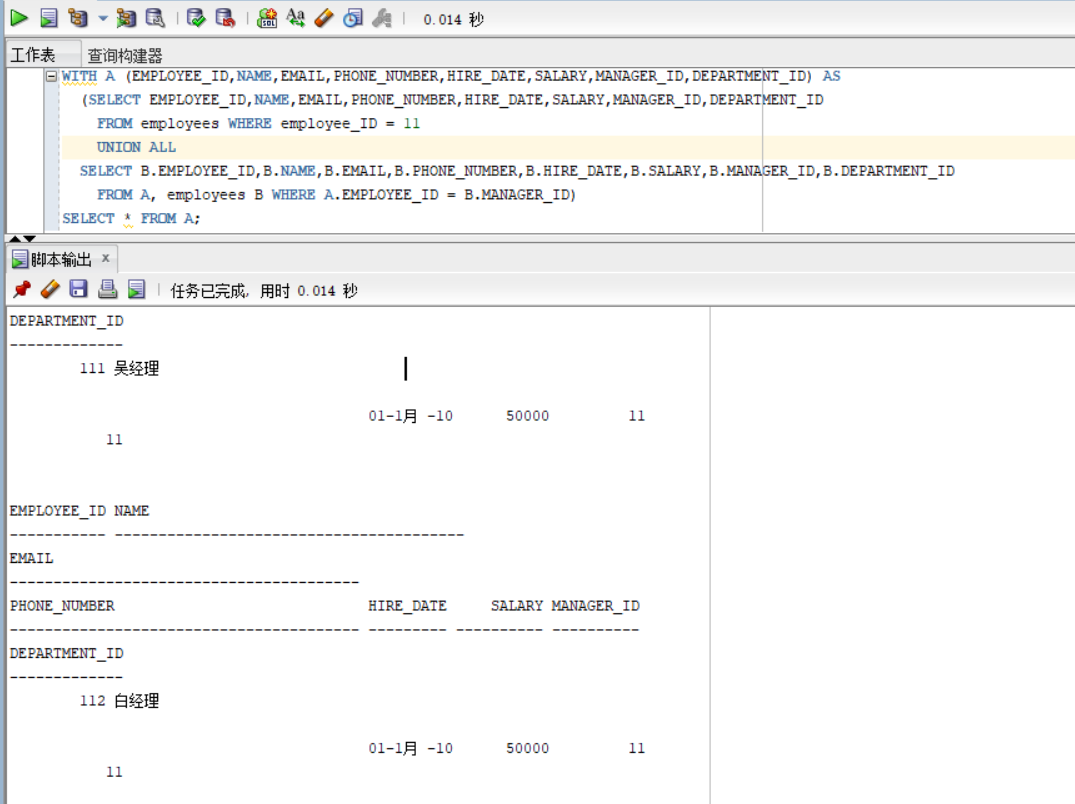 0.014 秒
工作表 查询构建器
WITH A (EMPLOYEE_ID,NAME,EMAIL,PHONE_NUMBER,HIRE_DATE,SALARY,MANAGER_ID,DEPARTMENT_ID) AS
(SELECT EMPLOYEE_ID,NAME,EMAIL,PHONE_NUMBER,HIRE_DATE,SALARY,MANAGER_ID,DEPARTMENT_ID
FROM employees WHERE employee_ID = 11
UNION ALL
SELECT B.EMPLOYEE_ID,B.NAME,B.EMAIL,B.PHONE_NUMBER,B.HIRE_DATE,B.SALARY,B.MANAGER_ID,B.DEPARTMENT_ID
FROM A, employees B WHERE A.EMPLOYEE_ID = B.MANAGER_ID)
SELECT * FROM A;
脚本输出 x
任务已完成, 用时 0.014 秒
DEPARTMENT_ID
-------------
111 吴经理
01-1月 -10 50000 11
11
EMPLOYEE_ID NAME
----------- ----------------------------------------
EMAIL
----------------------------------------
PHONE_NUMBER HIRE_DATE SALARY MANAGER_ID
---------------------------------------- --------- ---------- ----------
DEPARTMENT_ID
-------------
112 白经理
01-1月 -10 50000 11
11